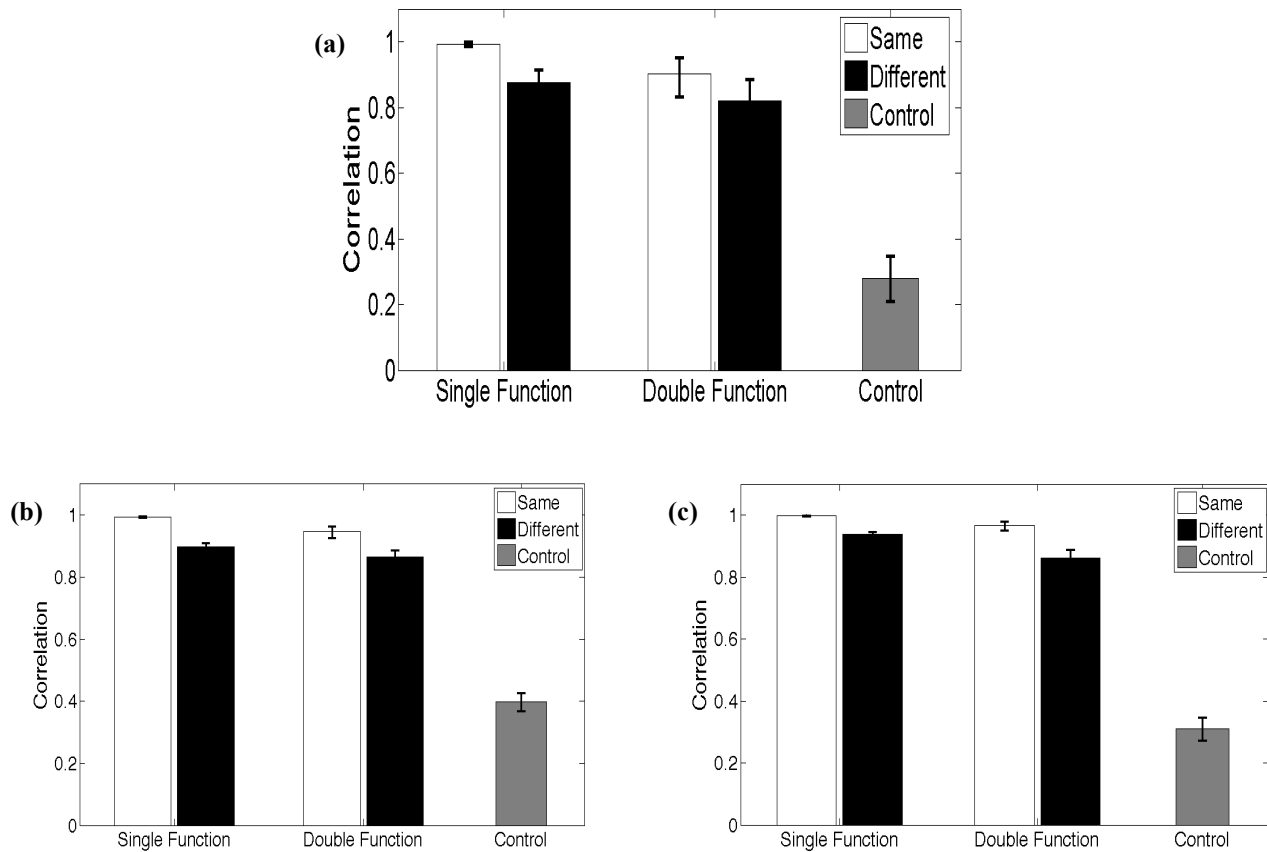 (a)
Correlation
1
0.8
0.6
0.4
0.2
0
Single Function
Double Function
Control
Same
Different
Control
(b)
Correlation
1
0.8
0.6
0.4
0.2
0
Single Function
Double Function
Control
Same
Different
Control
(c)
Correlation
1
0.8
0.6
0.4
0.2
0
Single Function
Double Function
Control
Same
Different
Control